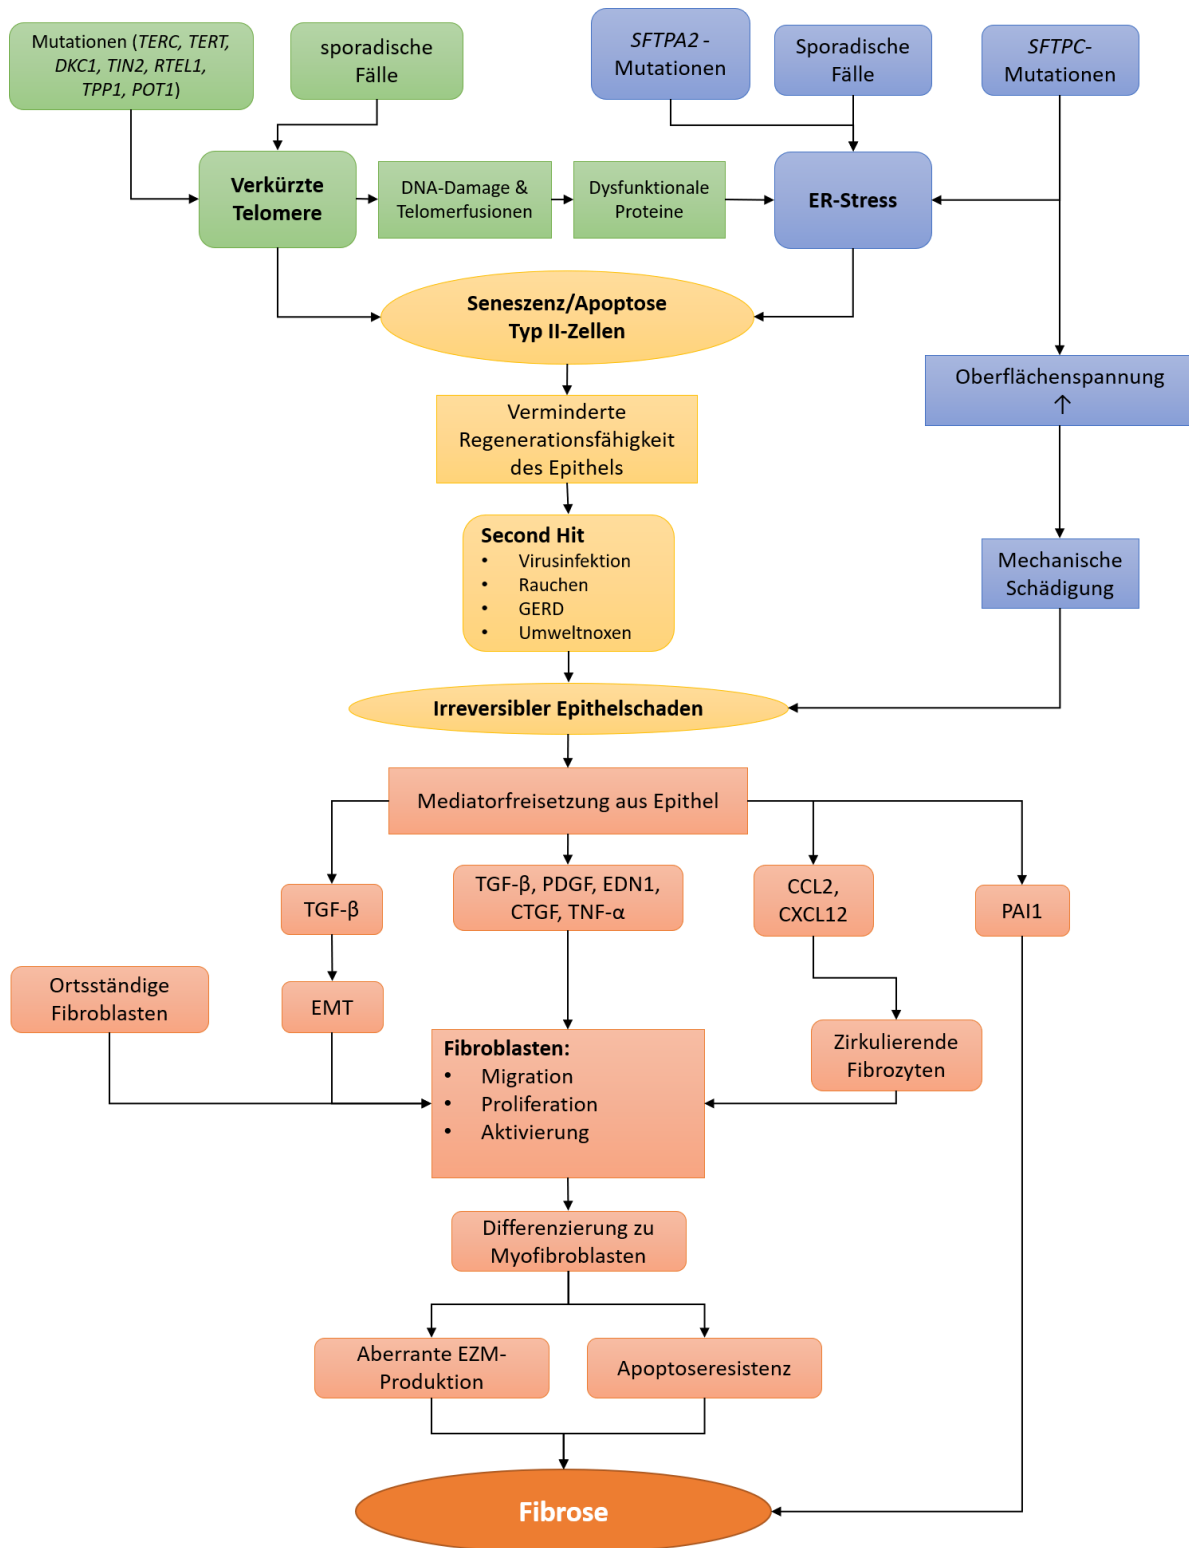 Mutationen (TERC, TERT,
DKC1, TIN2, RTEL1,
TPP1, POT1)
sporadische
Fälle
SFTPA2 -
Mutationen
Sporadische
Fälle
SFTPC-
Mutationen
Verkürzte
Telomere
DNA-Damage &
Telomerfusionen
Dysfunktionale
Proteine
ER-Stress
Seneszenz/Apoptose
Typ II-Zellen
Oberflächenspannung
↑
Verminderte
Regenerationsfähigkeit
des Epithels
Second Hit
• Virusinfektion
• Rauchen
• GERD
• Umweltnoxen
Mechanische
Schädigung
Irreversibler Epithelschaden
Mediatorfreisetzung aus Epithel
TGF-β
TGF-β, PDGF, EDN1,
CTGF, TNF-α
CCL2,
CXCL12
PAI1
Ortsständige
Fibroblasten
EMT
Zirkulierende
Fibrozyten
Fibroblasten:
• Migration
• Proliferation
• Aktivierung
Differenzierung zu
Myofibroblasten
Aberrante EZM-
Produktion
Apoptoseresistenz
Fibrose